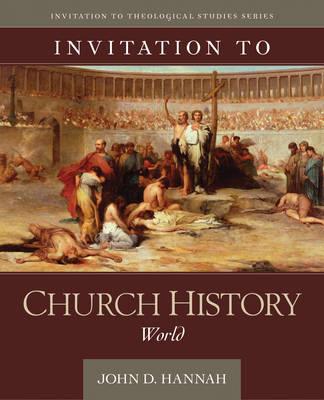 INVITATION TO THEOLOGICAL STUDIES SERIES
INVITATION TO
CHURCH HISTORY
World
JOHN D. HANNAH